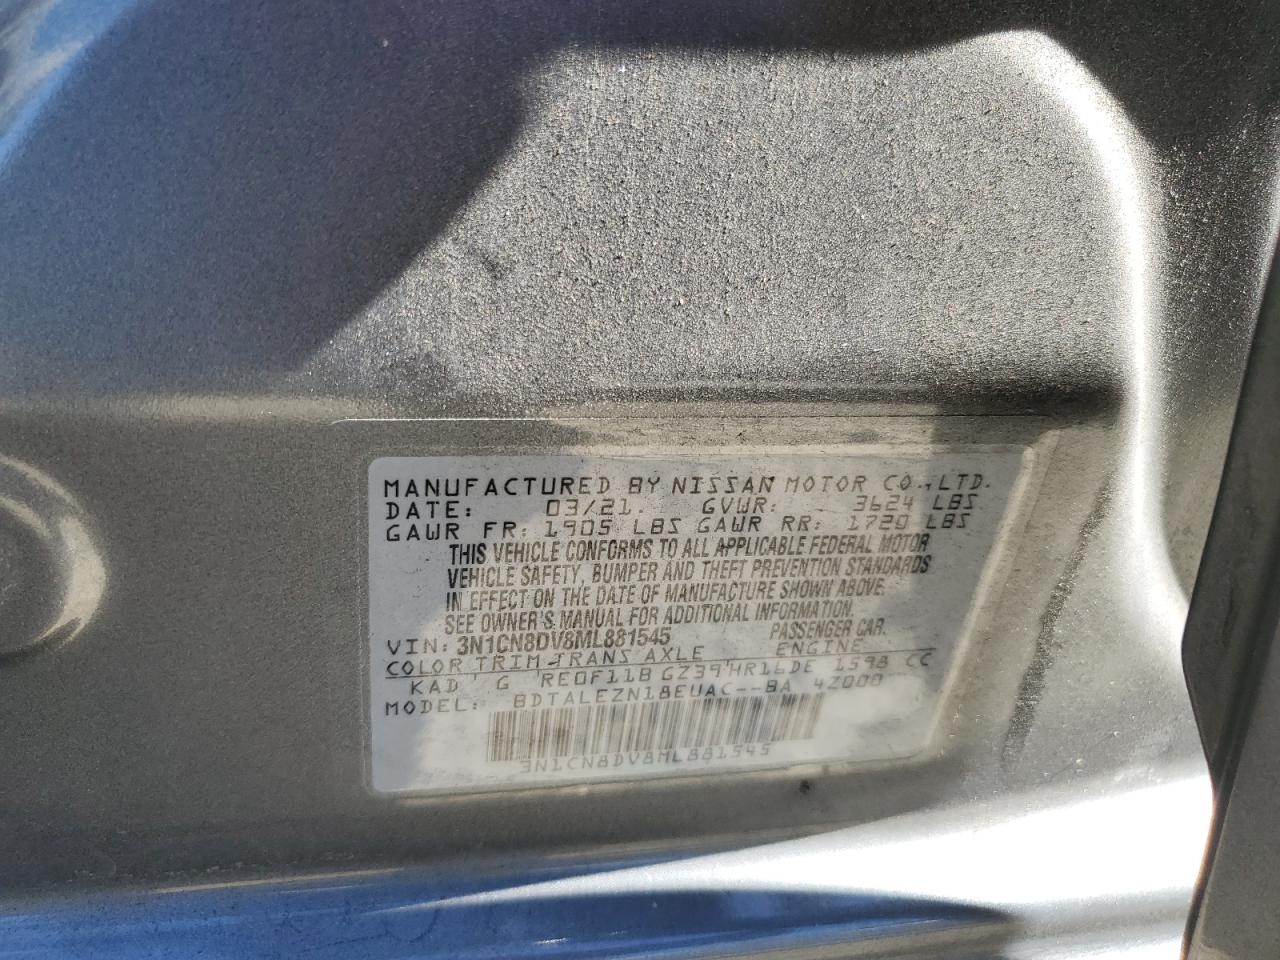 MANUFACTURED BY NISSAN MOTOR CO.,LTD.
DATE: 03/21. GVWR: 3624 LBS
GAWR FR: 1905 LBS GAWR RR: 1720 LBS
THIS VEHICLE CONFORMS TO ALL APPLICABLE FEDERAL MOTOR
VEHICLE SAFETY, BUMPER AND THEFT PREVENTION STANDARDS
IN EFFECT ON THE DATE OF MANUFACTURE SHOWN ABOVE.
SEE OWNER'S MANUAL FOR ADDITIONAL INFORMATION.
VIN: 3N1CN8DV8ML881545 PASSENGER CAR.
COLOR TRIM TRANS AXLE ENGINE
KAD G RE0F11B GZ39 HR16DE 1598 CC
MODEL: BDTALEZN18EUAC--BA 4Z000
3N1CN8DV8ML881545